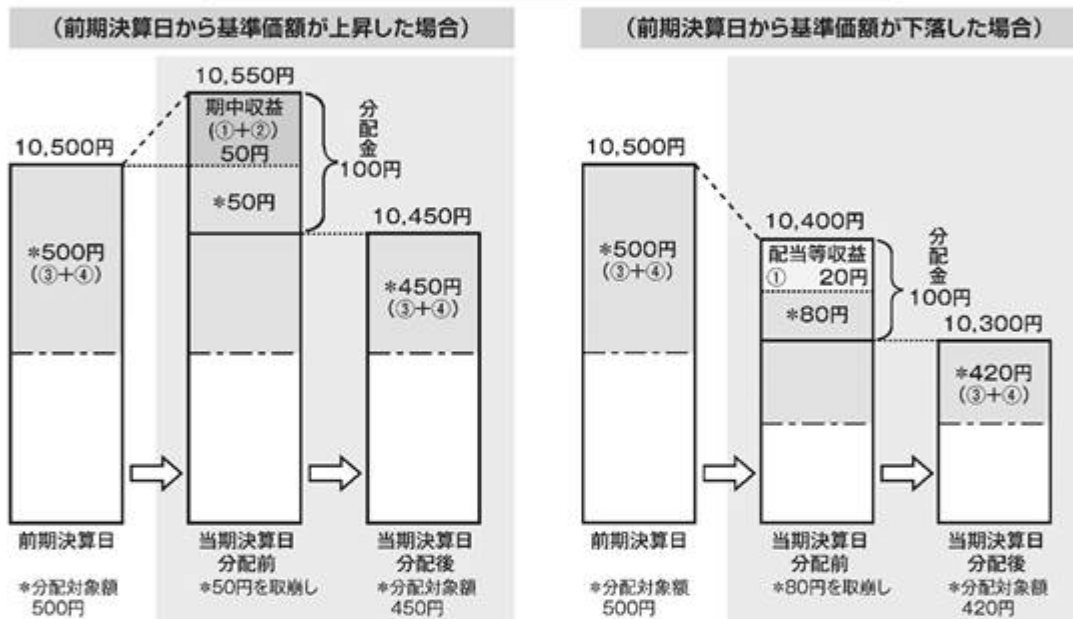 (前期決算日から基準価額が上昇した場合)
10,550円
期中収益
(①+②)
50円
*50円
分配金
100円
10,500円
*500円
(③+④)
10,450円
*450円
(③+④)
前期決算日
*分配対象額
500円
当期決算日
分配前
*50円を取崩し
当期決算日
分配後
*分配対象額
450円
(前期決算日から基準価額が下落した場合)
10,500円
*500円
(③+④)
10,400円
配当等収益
① 20円
*80円
分配金
100円
10,300円
*420円
(③+④)
前期決算日
*分配対象額
500円
当期決算日
分配前
*80円を取崩し
当期決算日
分配後
*分配対象額
420円